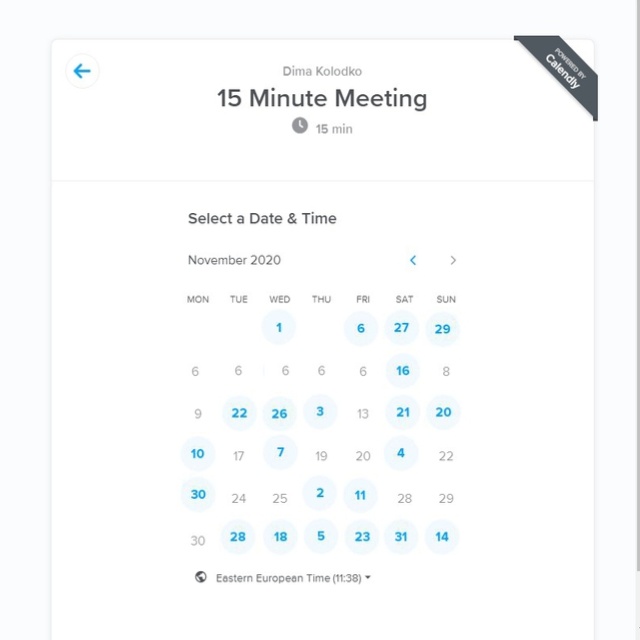 POWERED BY
Calendly
Dima Kolodko
15 Minute Meeting
15 min
Select a Date & Time
November 2020
MON TUE WED THU FRI SAT SUN
1 6 27 29
6 6 6 6 6 16 8
9 22 26 3 13 21 20
10 17 7 19 20 4 22
30 24 25 2 11 28 29
30 28 18 5 23 31 14
Eastern European Time (11:38)